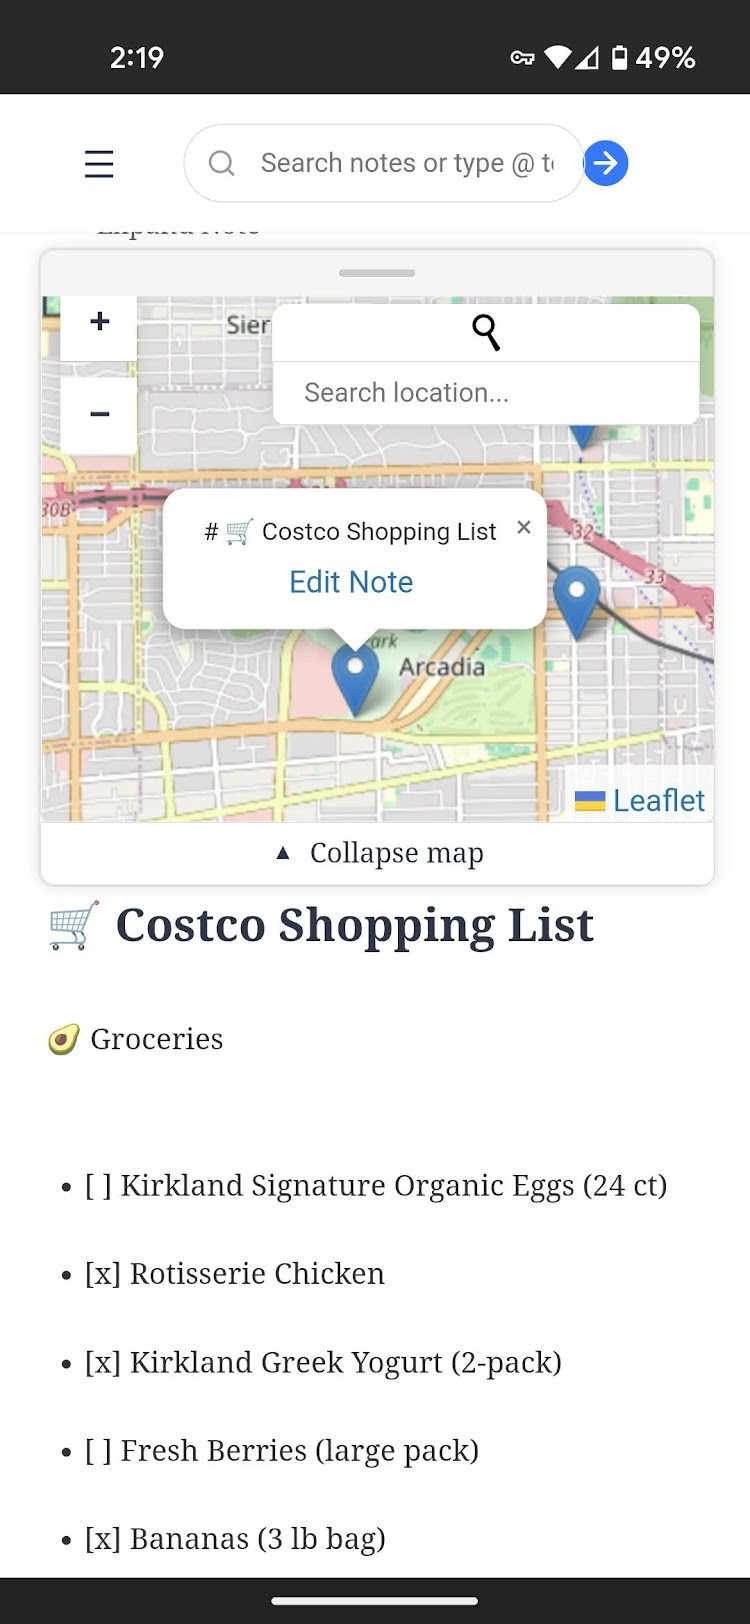 2:19
49%
Search notes or type @ t
Expand Note
+
Sier
Search location...
−
30B
# 🛒 Costco Shopping List ×
32
Edit Note
33
ark
Arcadia
Leaflet
▲ Collapse map
🛒 Costco Shopping List
🥑 Groceries
• [ ] Kirkland Signature Organic Eggs (24 ct)
• [x] Rotisserie Chicken
• [x] Kirkland Greek Yogurt (2-pack)
• [ ] Fresh Berries (large pack)
• [x] Bananas (3 lb bag)